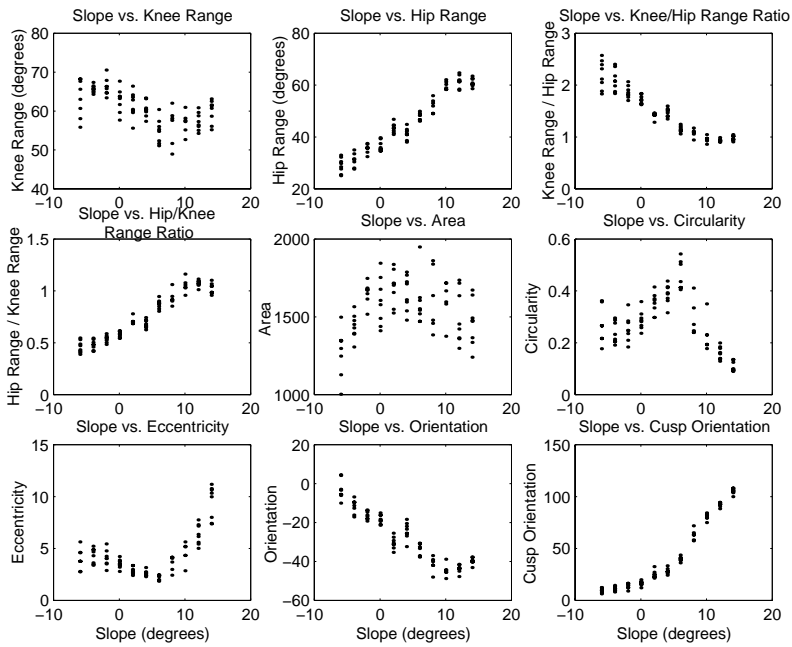 Slope vs. Knee Range
Knee Range (degrees)
80
70
60
50
40
−10 0 10 20
Slope vs. Hip Range
Hip Range (degrees)
80
60
40
20
−10 0 10 20
Slope vs. Knee/Hip Range Ratio
Knee Range / Hip Range
3
2
1
0
−10 0 10 20
Slope vs. Hip/Knee
Range Ratio
Hip Range / Knee Range
1.5
1
0.5
0
−10 0 10 20
Slope vs. Area
Area
2000
1500
1000
−10 0 10 20
Slope vs. Circularity
Circularity
0.6
0.4
0.2
0
−10 0 10 20
Slope vs. Eccentricity
Eccentricity
15
10
5
0
−10 0 10 20
Slope (degrees)
Slope vs. Orientation
Orientation
20
0
−20
−40
−60
−10 0 10 20
Slope (degrees)
Slope vs. Cusp Orientation
Cusp Orientation
150
100
50
0
−10 0 10 20
Slope (degrees)